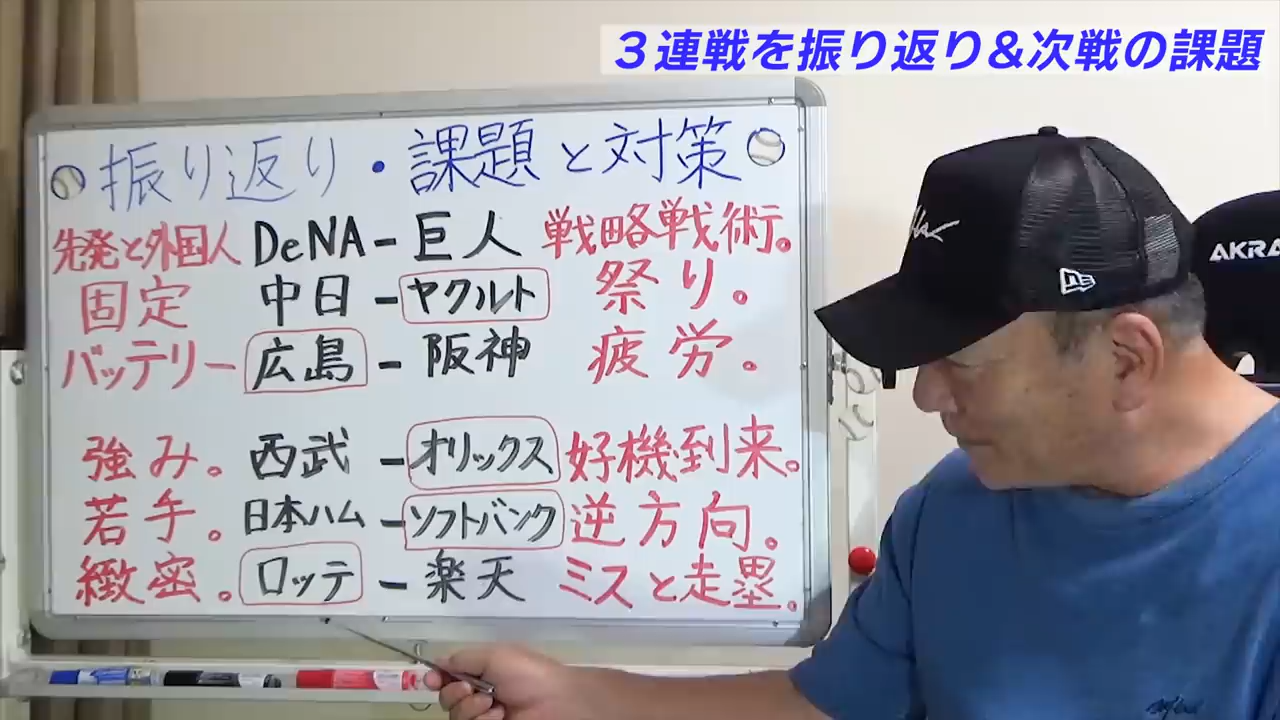 ３連戦を振り返り&次戦の課題
振り返り・課題と対策
先発と外国人 DeNA - 巨人 戦略戦術。
固定 中日 - ヤクルト 祭り。
バッテリー 広島 - 阪神 疲労。
強み。 西武 - オリックス 好機到来。
若手。 日本ハム - ソフトバンク 逆方向。
緻密。 ロッテ - 楽天 ミスと走塁。
AKRA